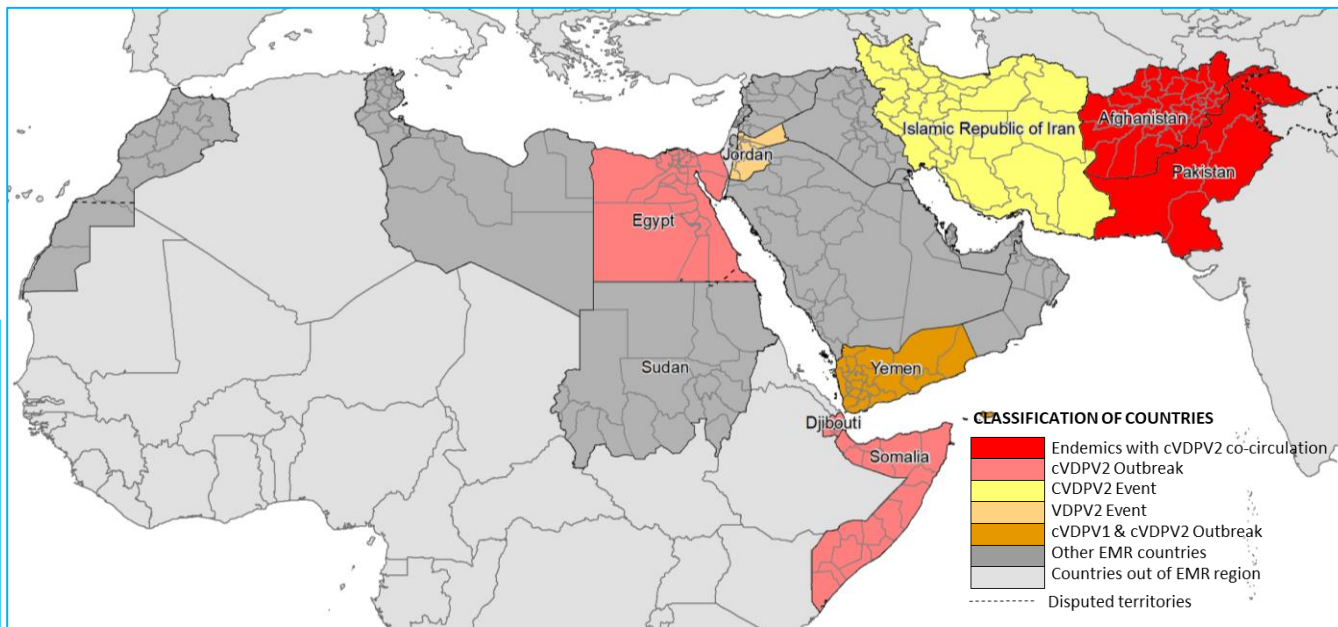 Islamic Republic of Iran
Afghanistan
Pakistan
Jordan
Egypt
Sudan
Yemen
Djibouti
Somalia
CLASSIFICATION OF COUNTRIES
Endemics with cVDPV2 co-circulation
cVDPV2 Outbreak
CVDPV2 Event
VDPV2 Event
cVDPV1 & cVDPV2 Outbreak
Other EMR countries
Countries out of EMR region
Disputed territories